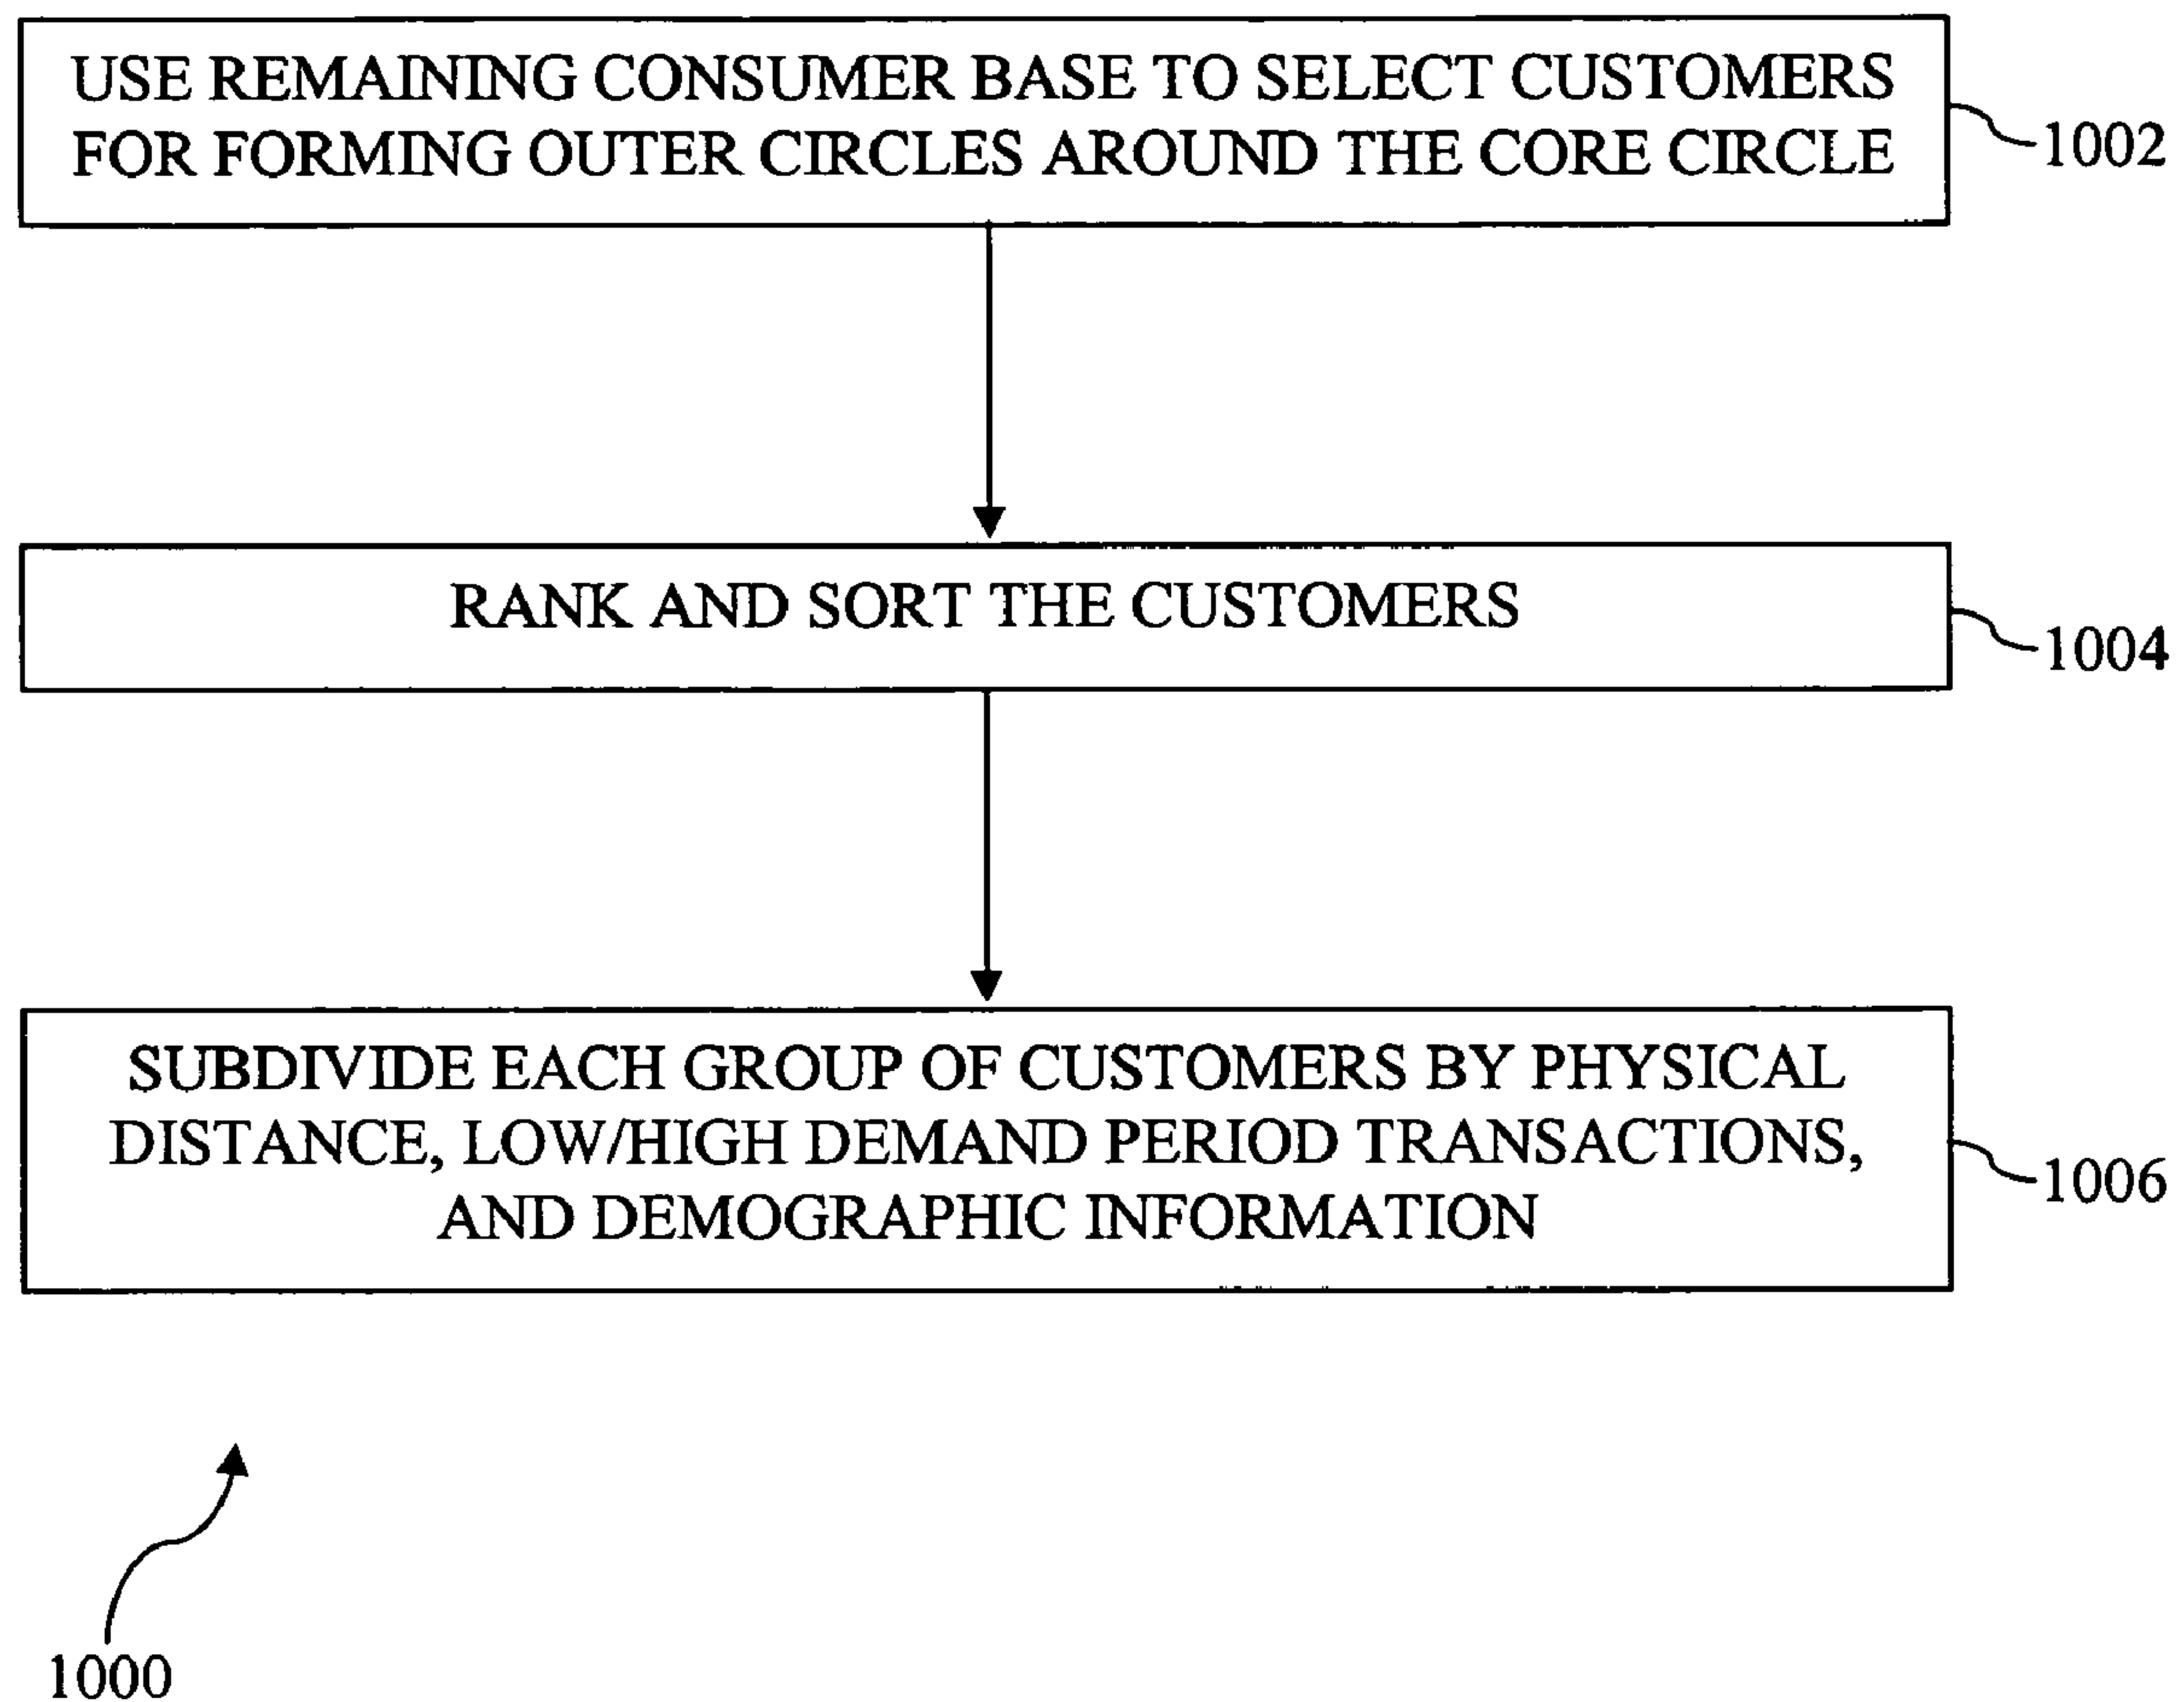 USE REMAINING CONSUMER BASE TO SELECT CUSTOMERS
FOR FORMING OUTER CIRCLES AROUND THE CORE CIRCLE
1002
RANK AND SORT THE CUSTOMERS
1004
SUBDIVIDE EACH GROUP OF CUSTOMERS BY PHYSICAL
DISTANCE, LOW/HIGH DEMAND PERIOD TRANSACTIONS,
AND DEMOGRAPHIC INFORMATION
1006
1000